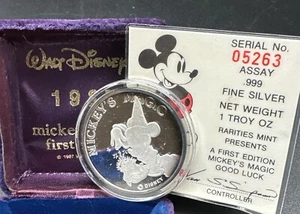 WALT DISNEY
19
mickey
first
© 1987 W
MICKEY'S MAGIC
© DISNEY
SERIAL No.
05263
ASSAY
.999
FINE SILVER
NET WEIGHT
1 TROY OZ
RARITIES MINT
PRESENTS
A FIRST EDITION
MICKEY'S MAGIC
GOOD LUCK
CONTROLLER